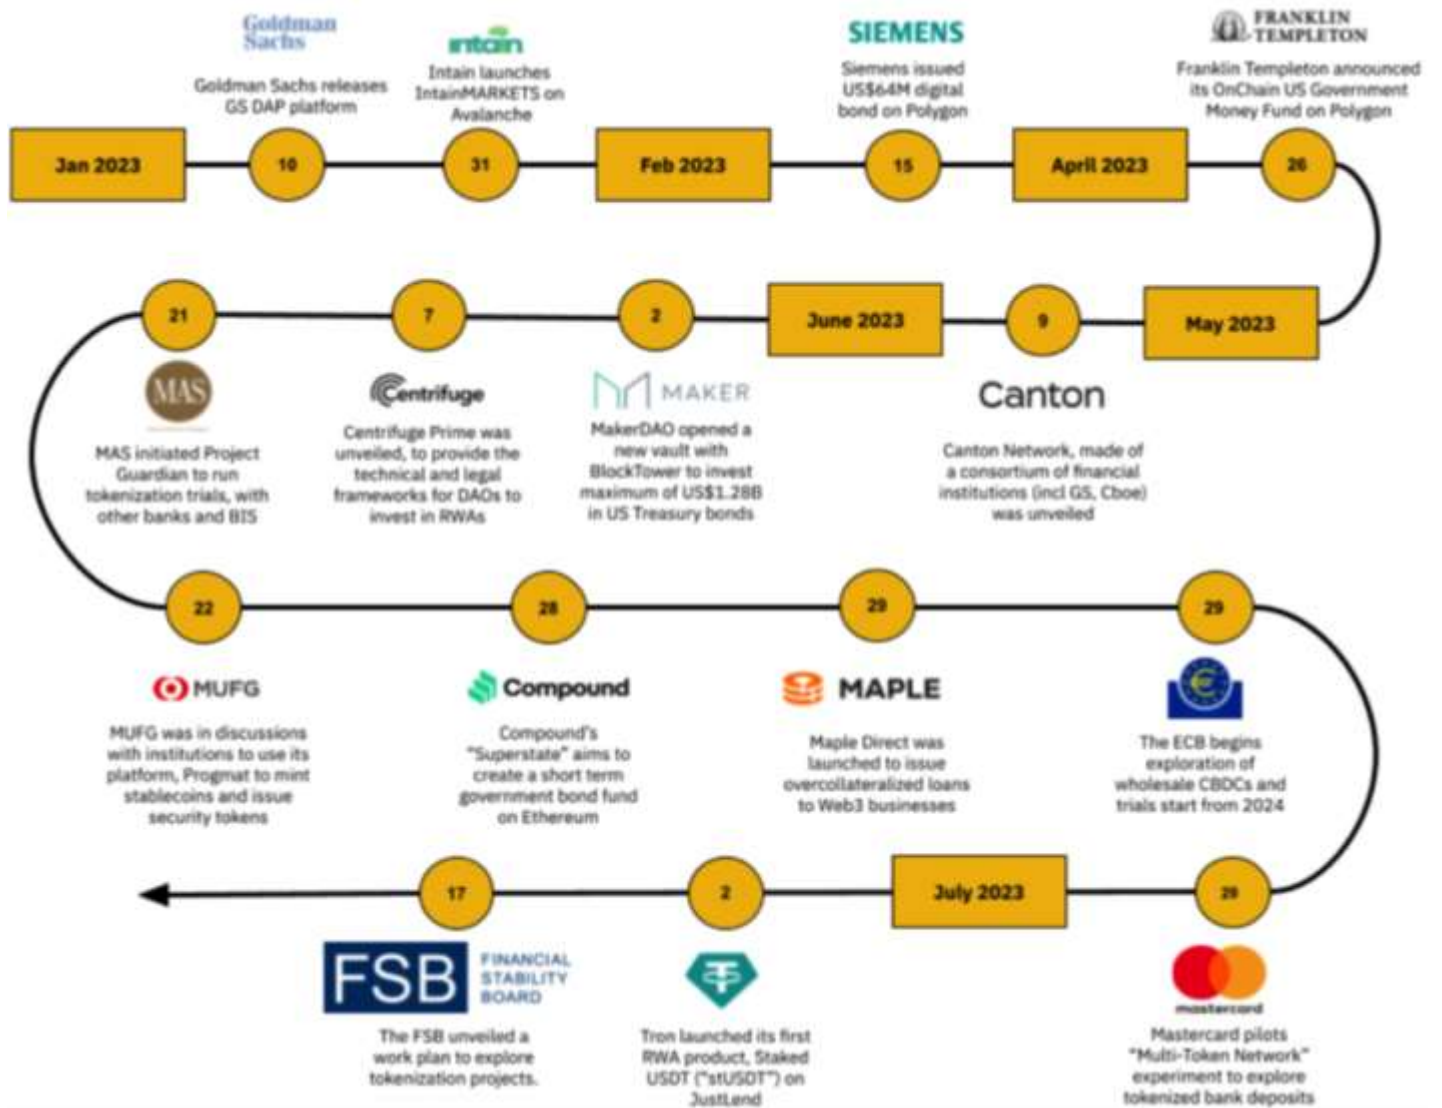 Goldman
Sachs
Goldman Sachs releases
GS DAP platform
intain
Intain launches
IntainMARKETS on
Avalanche
SIEMENS
Siemens issued
US$64M digital
bond on Polygon
FRANKLIN
TEMPLETON
Franklin Templeton announced
its OnChain US Government
Money Fund on Polygon
Jan 2023
10
31
Feb 2023
15
April 2023
26
May 2023
9
Canton
Canton Network, made of
a consortium of financial
institutions (incl GS, Cboe)
was unveiled
June 2023
2
MAKER
MakerDAO opened a
new vault with
BlockTower to invest
maximum of US$1.28B
in US Treasury bonds
7
Centrifuge
Centrifuge Prime was
unveiled, to provide the
technical and legal
frameworks for DAOs to
invest in RWAs
21
MAS
MAS initiated Project
Guardian to run
tokenization trials, with
other banks and BIS
22
MUFG
MUFG was in discussions
with institutions to use its
platform, Progmat to mint
stablecoins and issue
security tokens
28
Compound
Compound's
"Superstate" aims to
create a short term
government bond fund
on Ethereum
29
MAPLE
Maple Direct was
launched to issue
overcollateralized loans
to Web3 businesses
29
The ECB begins
exploration of
wholesale CBDCs and
trials start from 2024
29
mastercard
Mastercard pilots
"Multi-Token Network"
experiment to explore
tokenized bank deposits
July 2023
2
Tron launched its first
RWA product, Staked
USDT ("stUSDT") on
JustLend
17
FSB
FINANCIAL
STABILITY
BOARD
The FSB unveiled a
work plan to explore
tokenization projects.